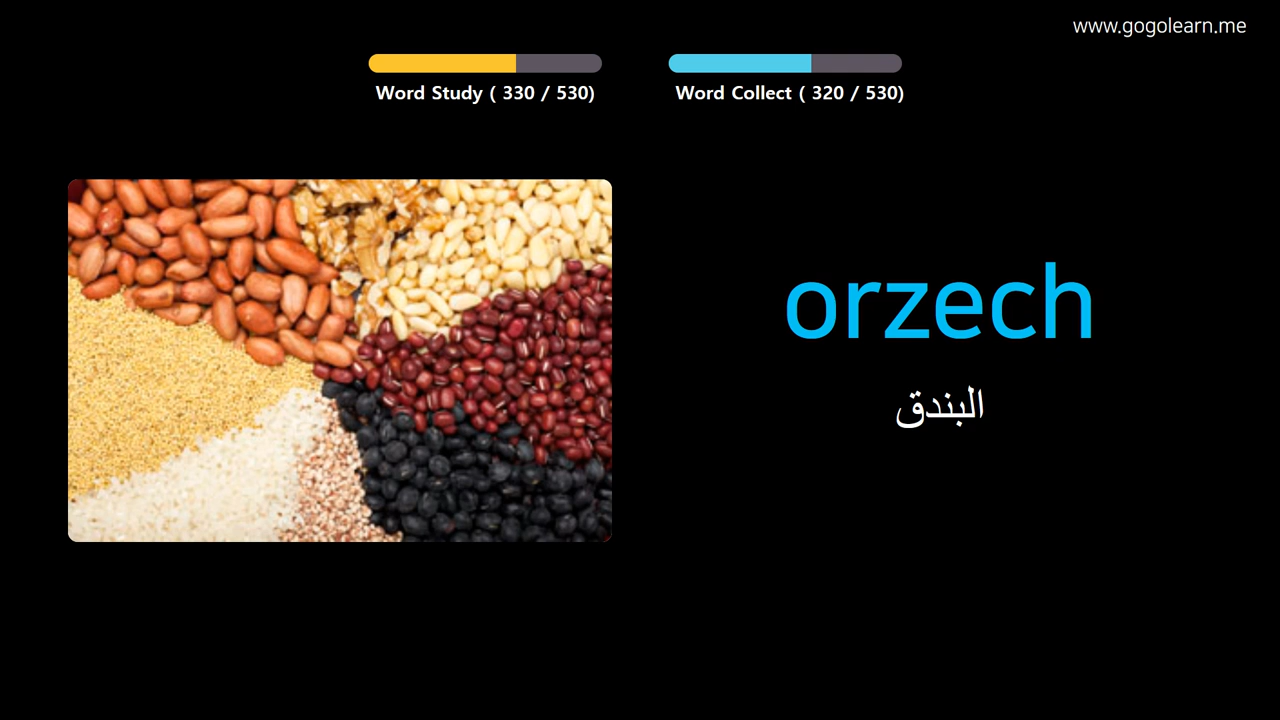 www.gogolearn.me
Word Study ( 330 / 530)
Word Collect ( 320 / 530)
orzech
البندق